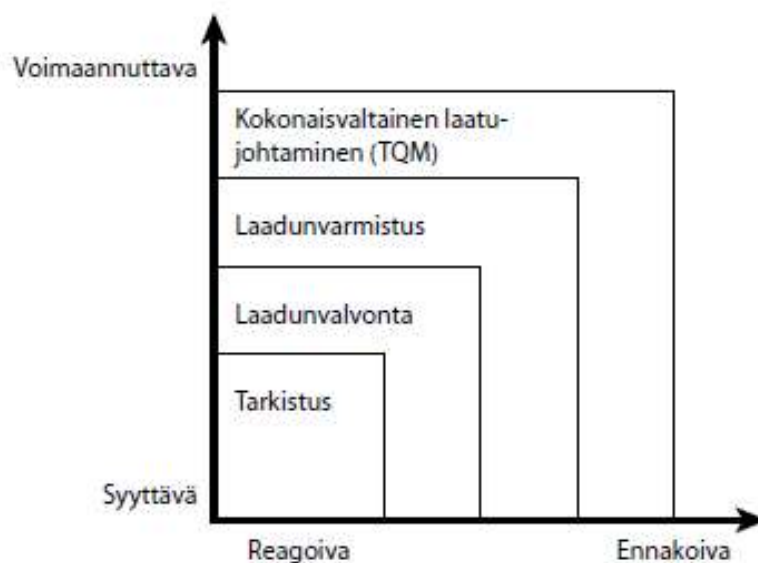 Voimaannuttava
Kokonaisvaltainen laatu-
johtaminen (TQM)
Laadunvarmistus
Laadunvalvonta
Tarkistus
Syyttävä
Reagoiva
Ennakoiva